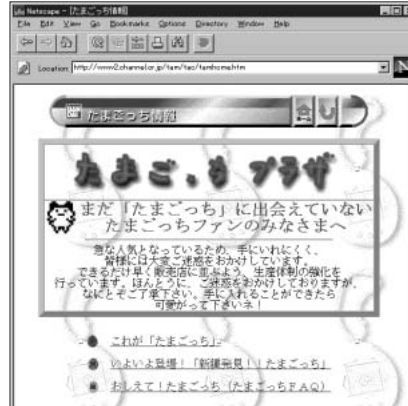 Netscape - [たまごっち情報]
File Edit View Go Bookmarks Options Directory Window Help
Location: http://www2.channel.or.jp/tam/tac/tamhome.htm
N
たまごっち情報
たまごっち プラザ
まだ「たまごっち」に出会えていない
たまごっちファンのみなさまへ
急な人気となっているため、手にいれにくく、
皆様には大変ご迷惑をおかけしています。
できるだけ早く販売店に並ぶよう、生産体制の強化を
行っています。ほんとうに、ご迷惑をおかけしておりますが、
なにとぞご了承下さい。手に入れることができたら
可愛がって下さいネ!
これが「たまごっち」
いよいよ登場!「新種発見!!たまごっち」
おしえて!たまごっち(たまごっちFAQ)